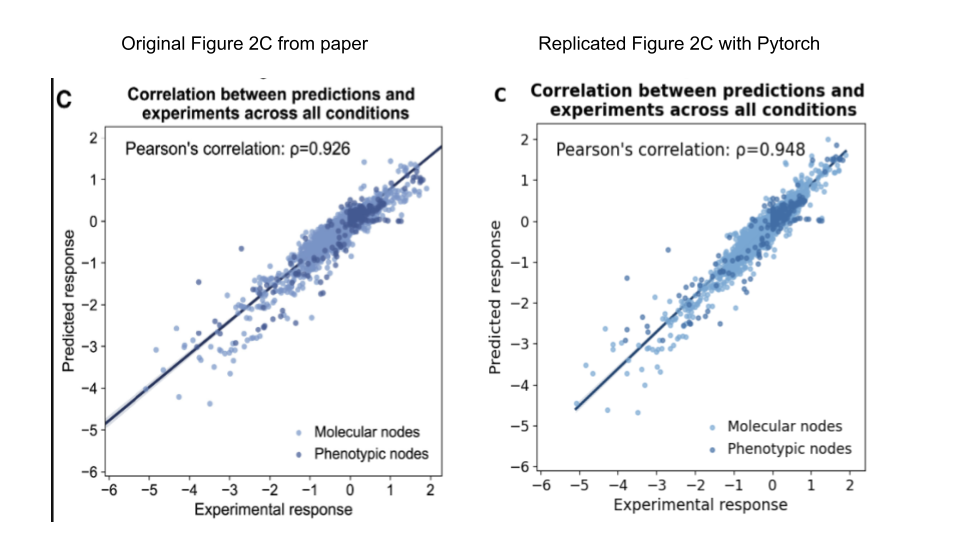 Original Figure 2C from paper
Replicated Figure 2C with Pytorch
C
Correlation between predictions and
experiments across all conditions
Pearson's correlation: ρ=0.926
2
1
0
−1
−2
−3
−4
−5
−6
Predicted response
Molecular nodes
Phenotypic nodes
−6 −5 −4 −3 −2 −1 0 1 2
Experimental response
C
Correlation between predictions and
experiments across all conditions
Pearson's correlation: ρ=0.948
2
1
0
−1
−2
−3
−4
−5
−6
Predicted response
Molecular nodes
Phenotypic nodes
−6 −5 −4 −3 −2 −1 0 1 2
Experimental response